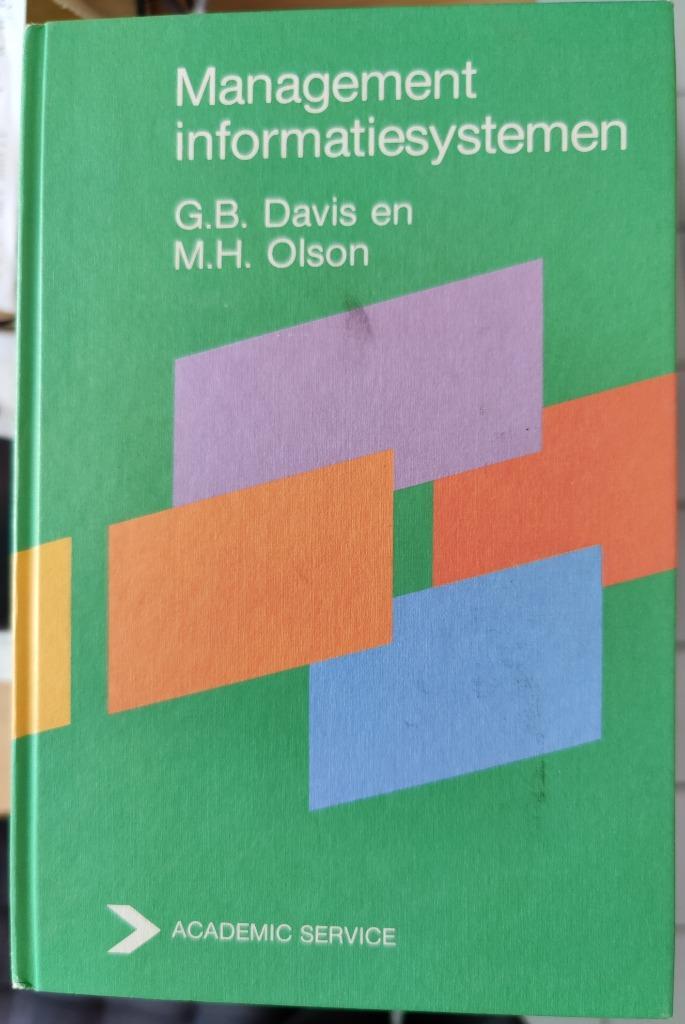 Management
informatiesystemen
G.B. Davis en
M.H. Olson
ACADEMIC SERVICE